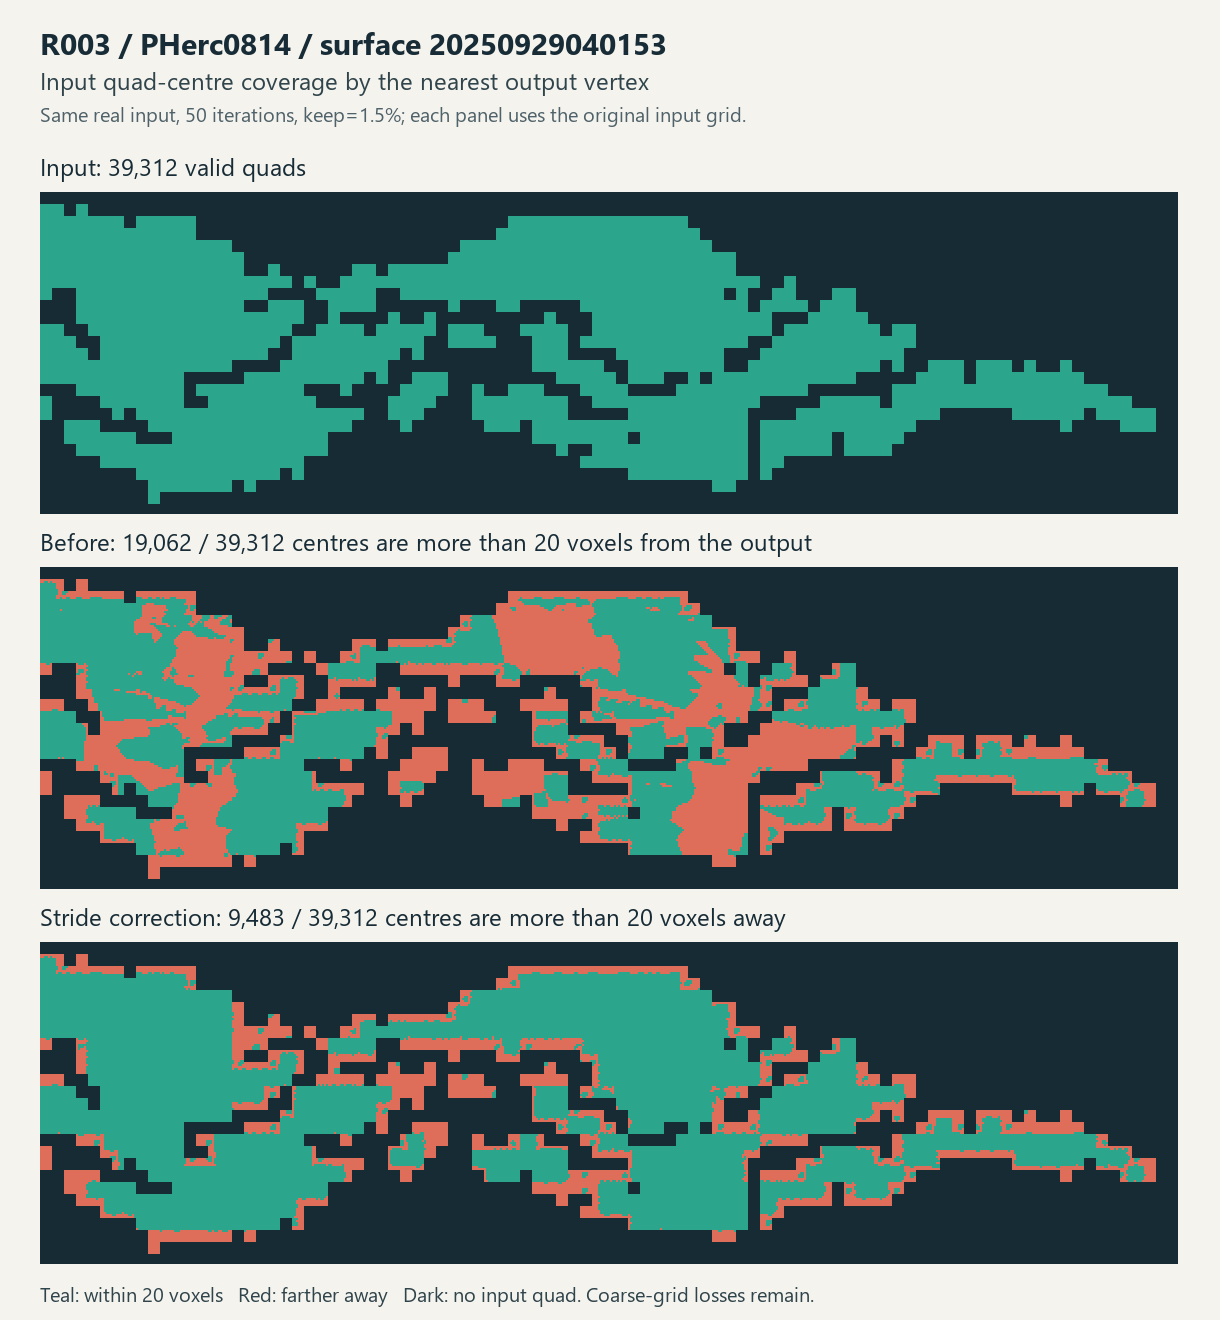 R003 / PHerc0814 / surface 20250929040153
Input quad-centre coverage by the nearest output vertex
Same real input, 50 iterations, keep=1.5%; each panel uses the original input grid.
Input: 39,312 valid quads
Before: 19,062 / 39,312 centres are more than 20 voxels from the output
Stride correction: 9,483 / 39,312 centres are more than 20 voxels away
Teal: within 20 voxels   Red: farther away   Dark: no input quad. Coarse-grid losses remain.